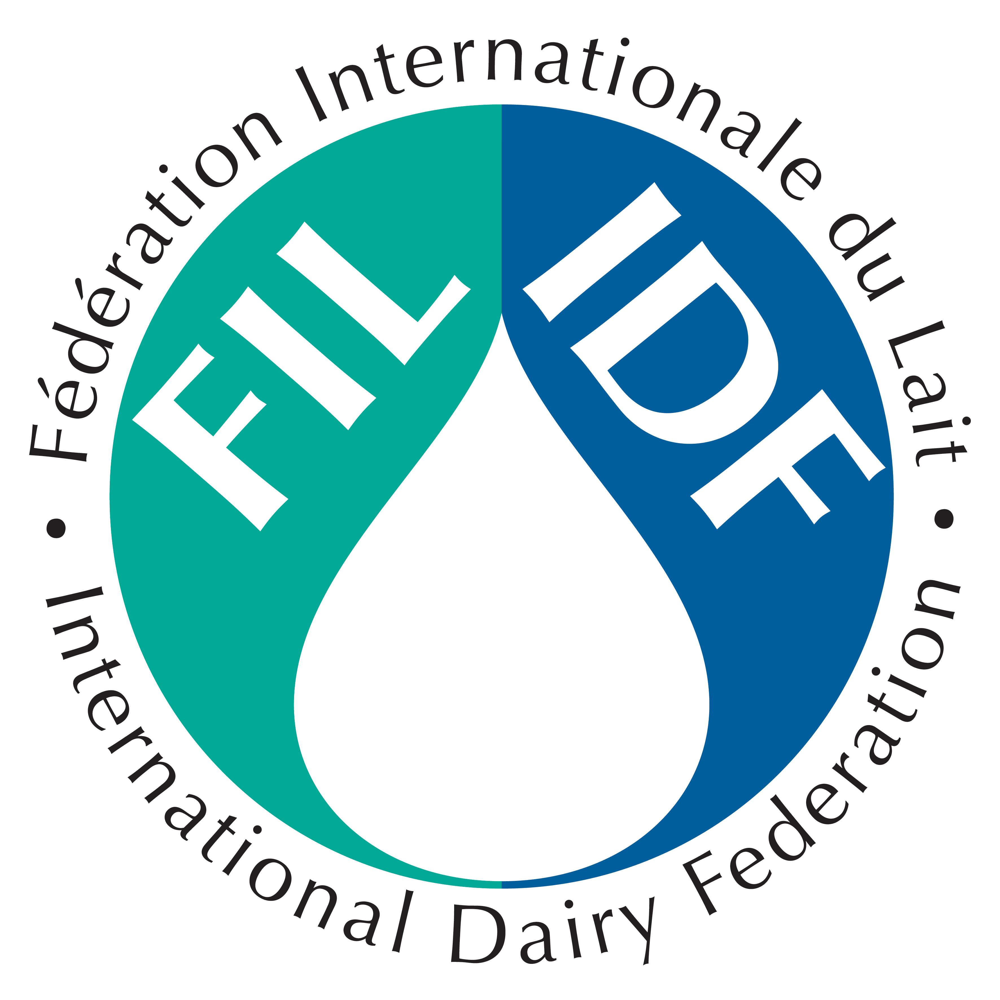 Fédération Internationale du Lait
FIL
IDF
• International Dairy Federation •